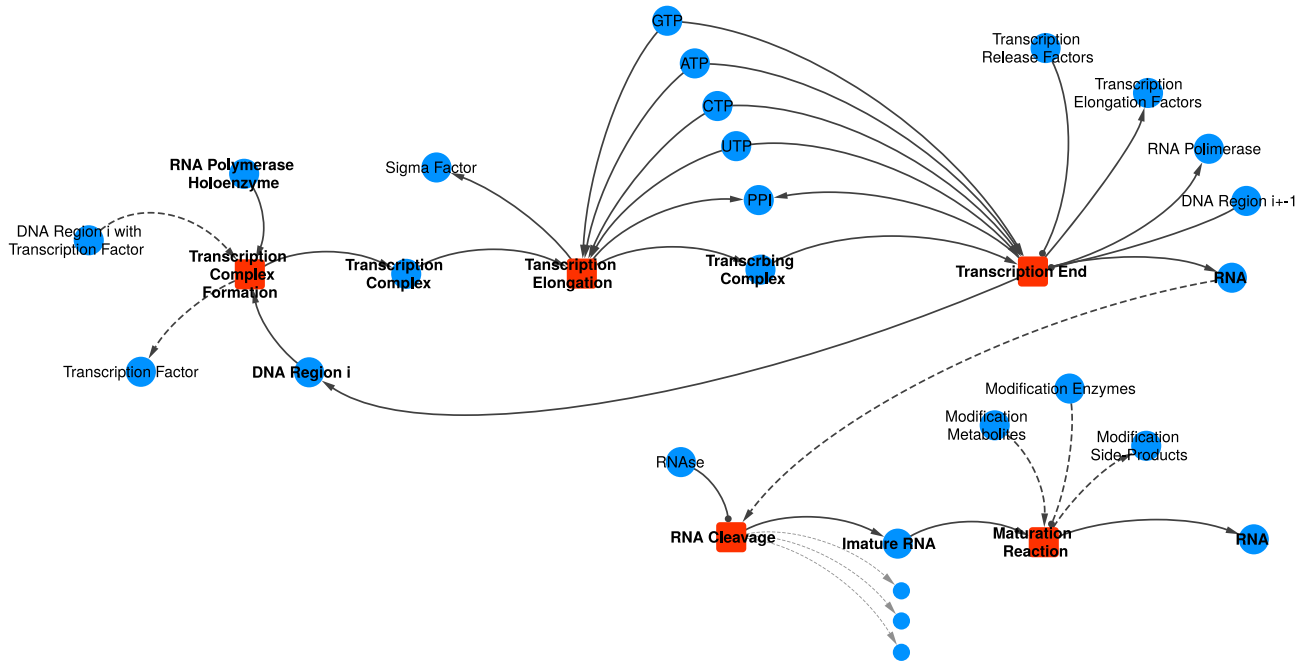 GTP
Transcription
Release Factors
ATP
Transcription
Elongation Factors
CTP
UTP
RNA Polimerase
RNA Polymerase
Holoenzyme
Sigma Factor
PPI
DNA Region i+-1
DNA Region i with
Transcription Factor
Transcription
Complex
Formation
Transcription
Complex
Tanscription
Elongation
Transcrbing
Complex
Transcription End
RNA
Transcription Factor
DNA Region i
Modification Enzymes
Modification
Metabolites
Modification
Side-Products
RNAse
RNA Cleavage
Imature RNA
Maturation
Reaction
RNA